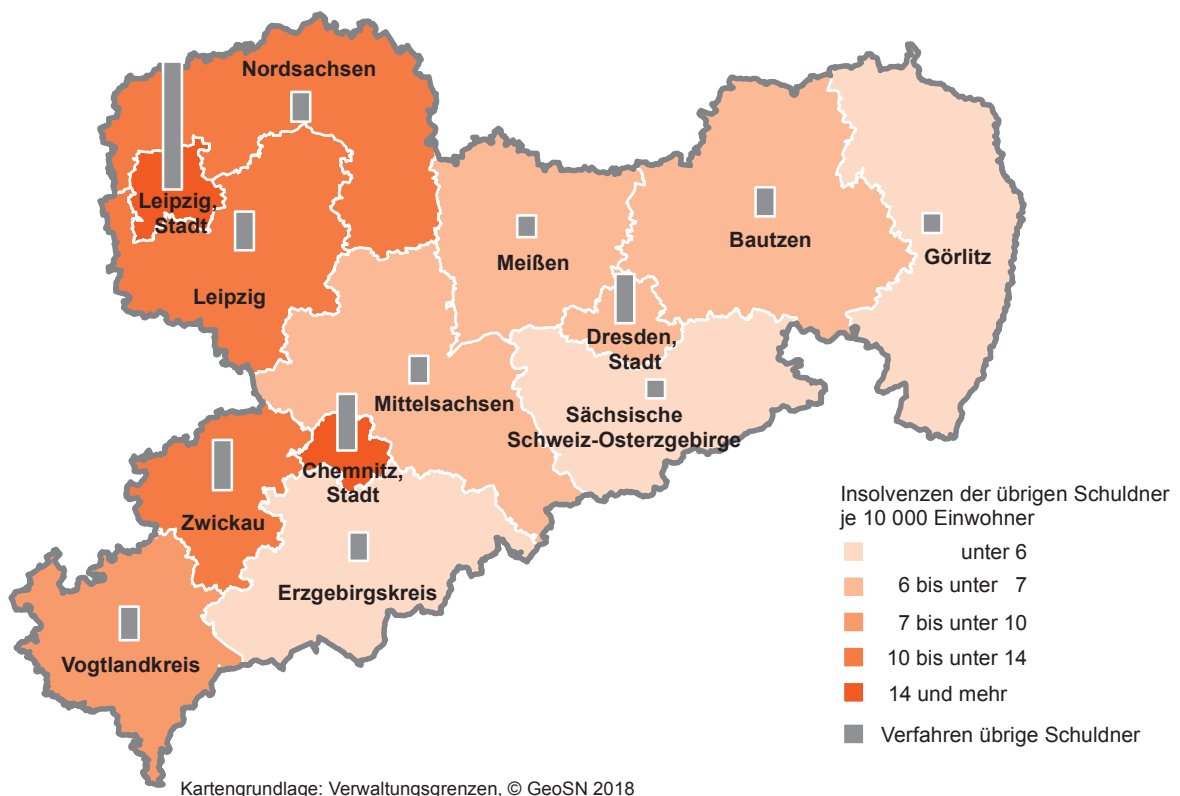 Nordsachsen
Leipzig,
Stadt
Leipzig
Meißen
Bautzen
Görlitz
Dresden,
Stadt
Mittelsachsen
Sächsische
Schweiz-Osterzgebirge
Chemnitz,
Stadt
Zwickau
Erzgebirgskreis
Vogtlandkreis
Insolvenzen der übrigen Schuldner
je 10 000 Einwohner
unter 6
6 bis unter 7
7 bis unter 10
10 bis unter 14
14 und mehr
Verfahren übrige Schuldner
Kartengrundlage: Verwaltungsgrenzen, © GeoSN 2018